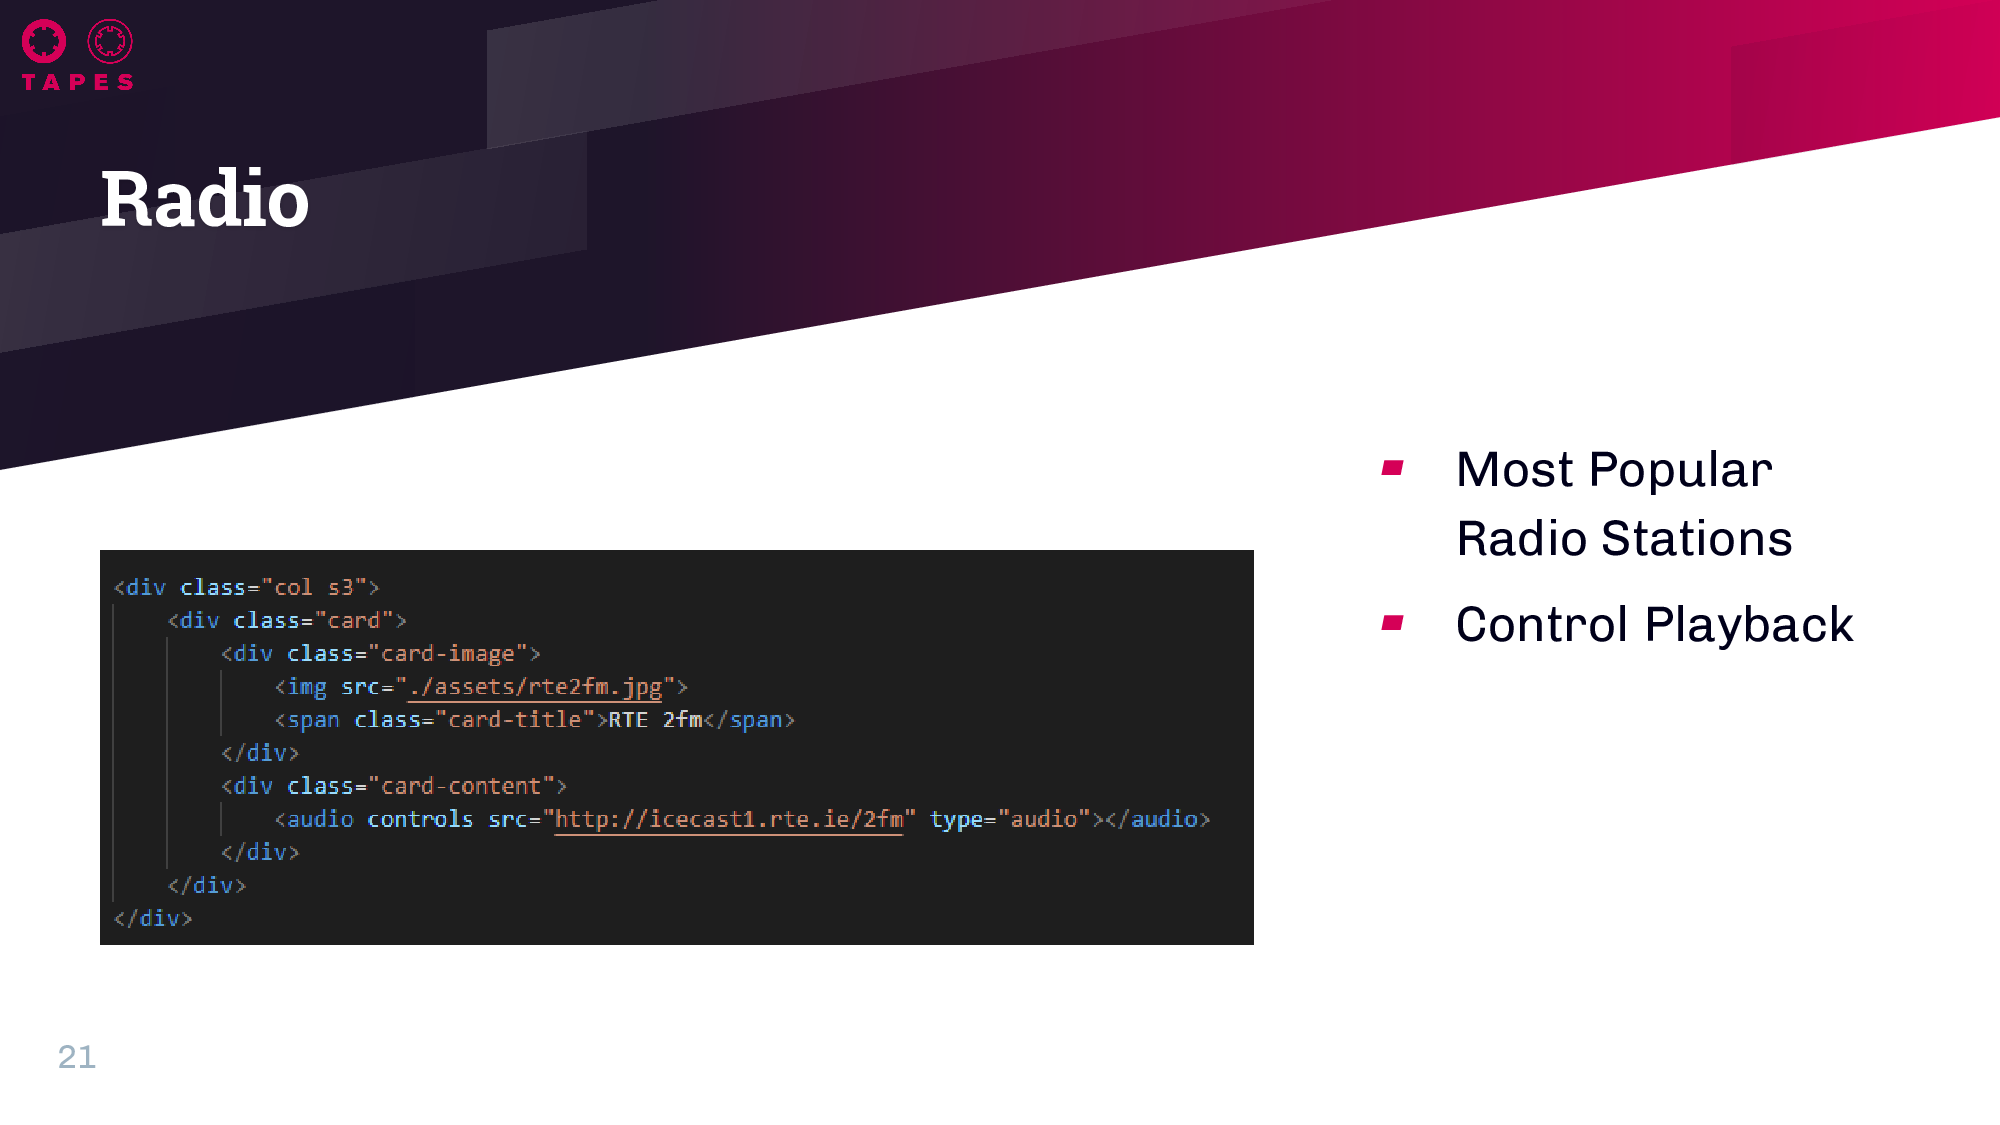 TAPES
Radio
<div class="col s3">
<div class="card">
<div class="card-image">
<img src="./assets/rte2fm.jpg">
<span class="card-title">RTE 2fm</span>
</div>
<div class="card-content">
<audio controls src="http://icecast1.rte.ie/2fm" type="audio"></audio>
</div>
</div>
</div>
Most Popular
Radio Stations
Control Playback
21